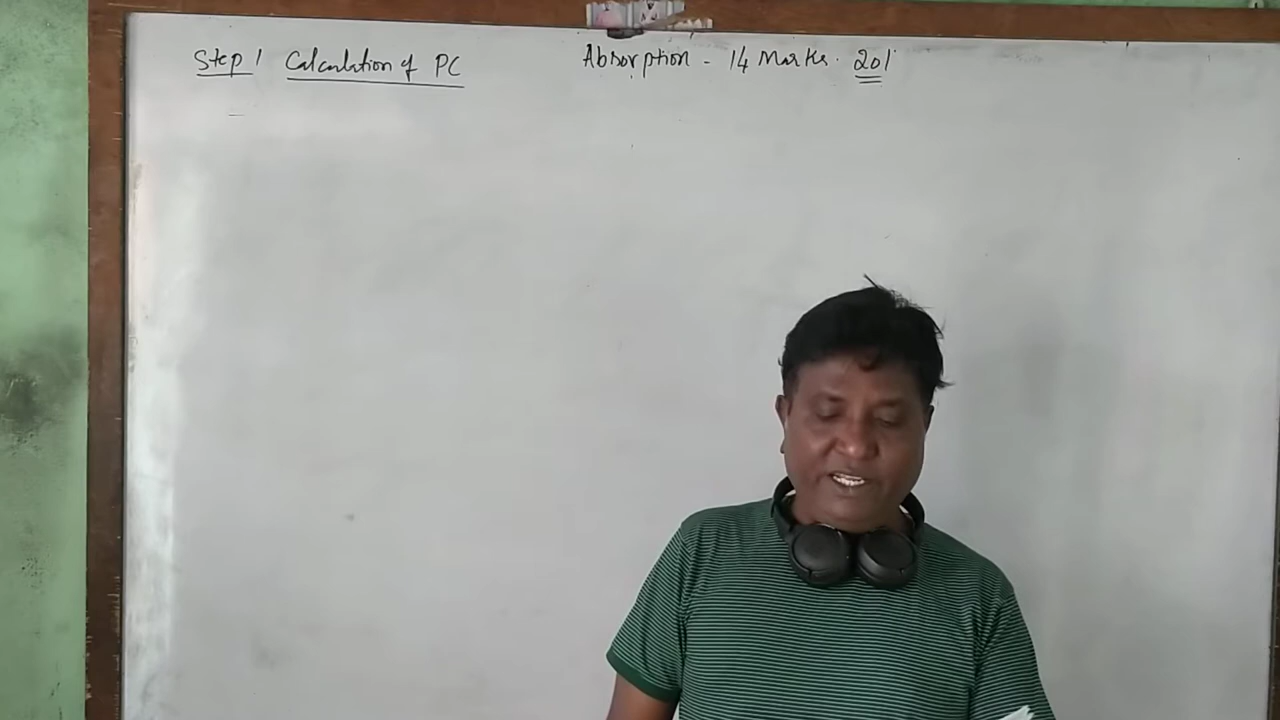 Step 1 Calculation of PC
Absorption - 14 Marks. 201